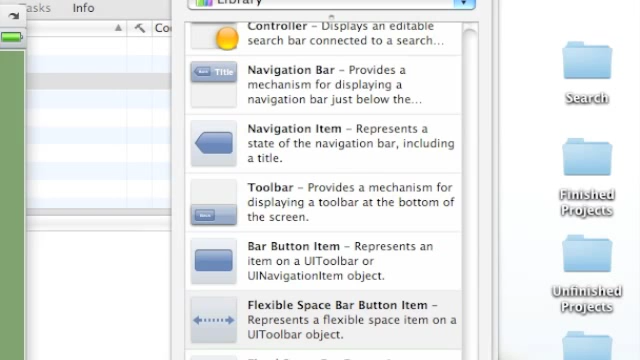 Library
Tasks
Info
Controller – Displays an editable
search bar connected to a search...
Title
Navigation Bar – Provides a
mechanism for displaying a
navigation bar just below the...
Navigation Item – Represents a
state of the navigation bar, including
a title.
Toolbar – Provides a mechanism for
displaying a toolbar at the bottom of
the screen.
Bar Button Item – Represents an
item on a UIToolbar or
UINavigationItem object.
Flexible Space Bar Button Item –
Represents a flexible space item on a
UIToolbar object.
Search
Finished
Projects
Unfinished
Projects